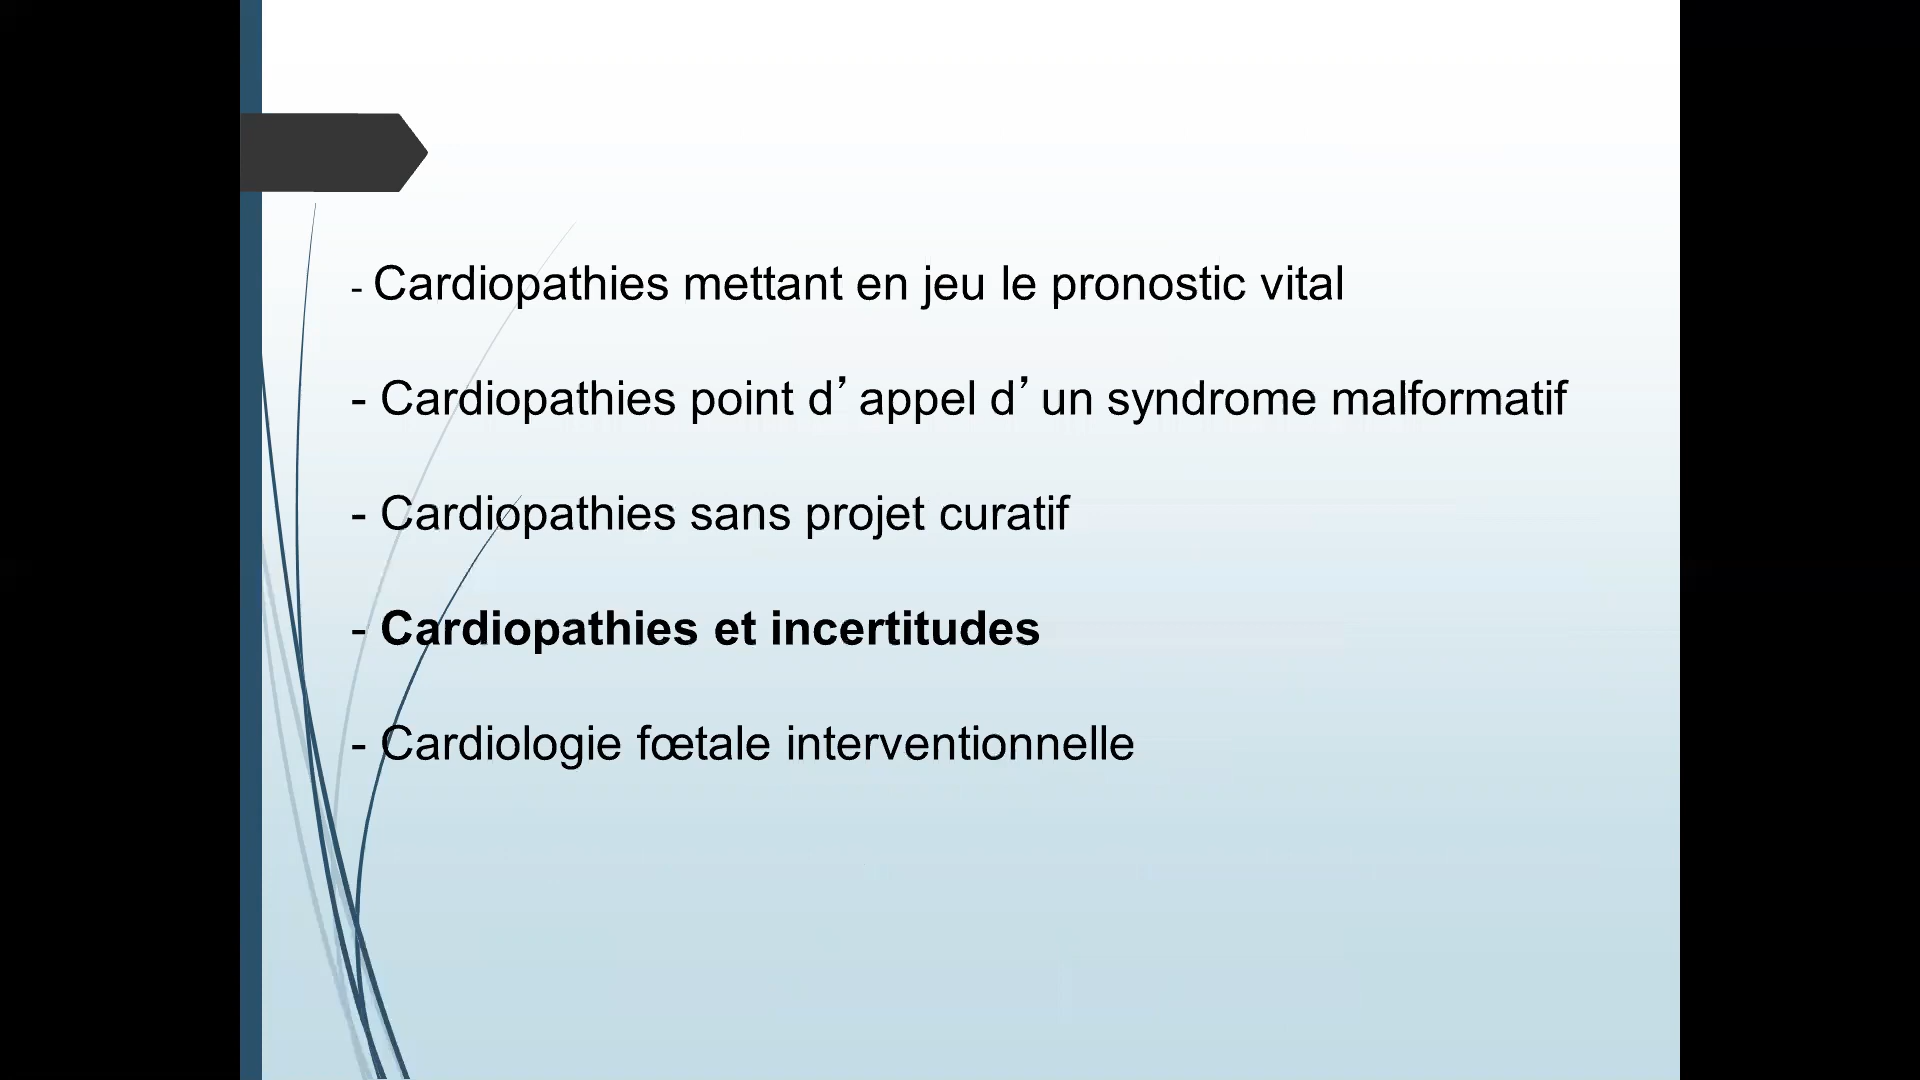 - Cardiopathies mettant en jeu le pronostic vital
- Cardiopathies point d’appel d’un syndrome malformatif
- Cardiopathies sans projet curatif
- Cardiopathies et incertitudes
- Cardiologie fœtale interventionnelle